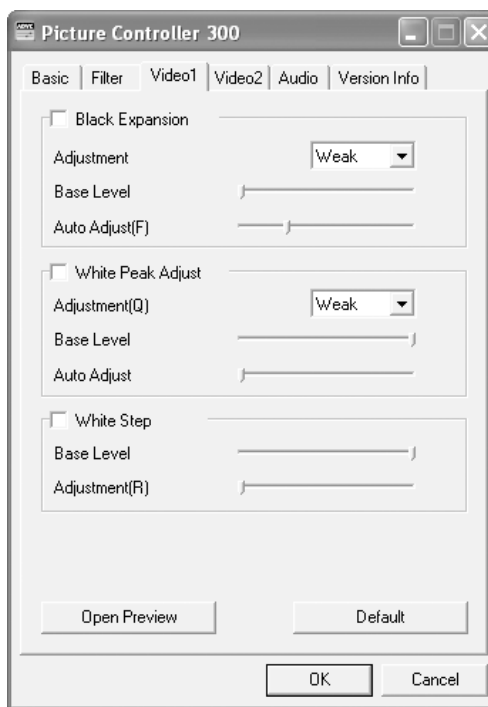 Picture Controller 300
Basic Filter Video1 Video2 Audio Version Info
Black Expansion
Adjustment Weak
Base Level
Auto Adjust(F)
White Peak Adjust
Adjustment(Q) Weak
Base Level
Auto Adjust
White Step
Base Level
Adjustment(R)
Open Preview Default
OK Cancel